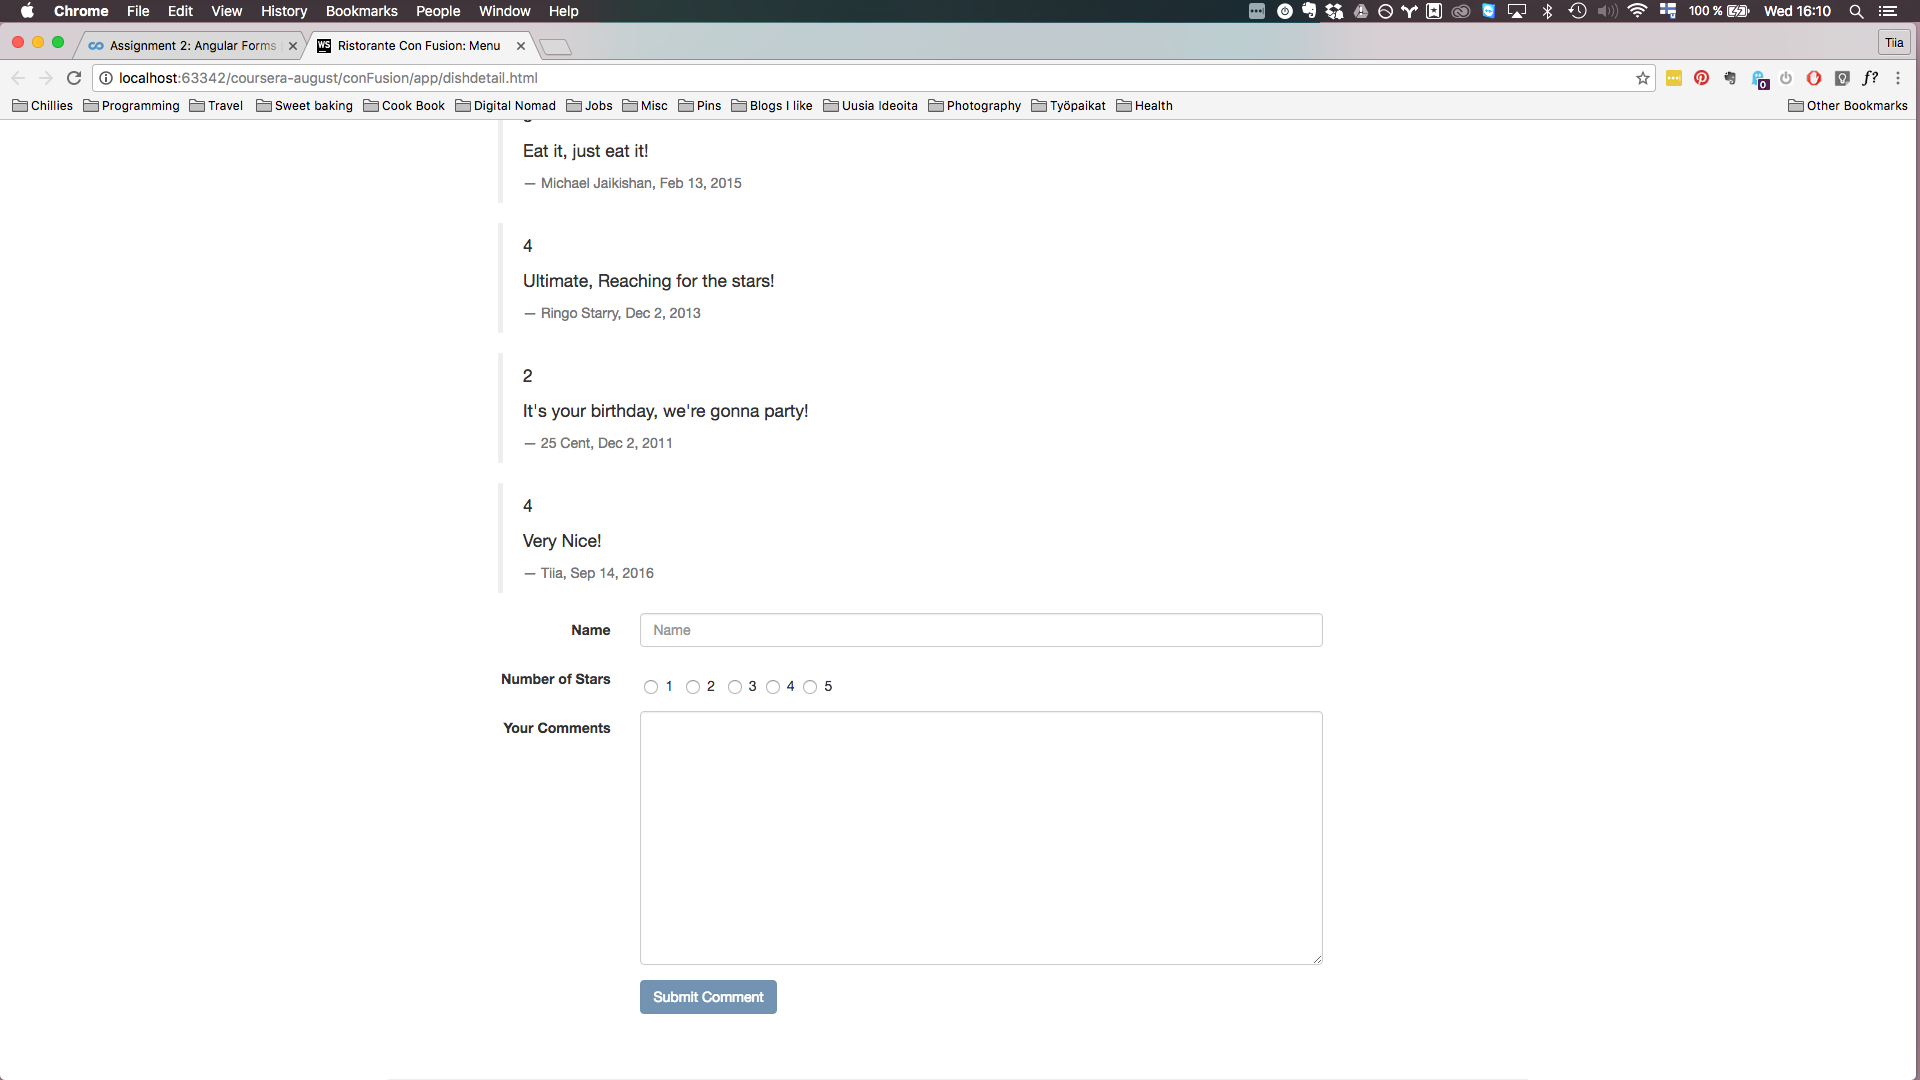 Chrome File Edit View History Bookmarks People Window Help 100 % Wed 16:10
Assignment 2: Angular Forms Ristorante Con Fusion: Menu Tiia
localhost:63342/coursera-august/conFusion/app/dishdetail.html
Chillies Programming Travel Sweet baking Cook Book Digital Nomad Jobs Misc Pins Blogs I like Uusia Ideoita Photography Työpaikat Health Other Bookmarks
Eat it, just eat it!
— Michael Jaikishan, Feb 13, 2015
4
Ultimate, Reaching for the stars!
— Ringo Starry, Dec 2, 2013
2
It's your birthday, we're gonna party!
— 25 Cent, Dec 2, 2011
4
Very Nice!
— Tiia, Sep 14, 2016
Name Name
Number of Stars 1 2 3 4 5
Your Comments
Submit Comment